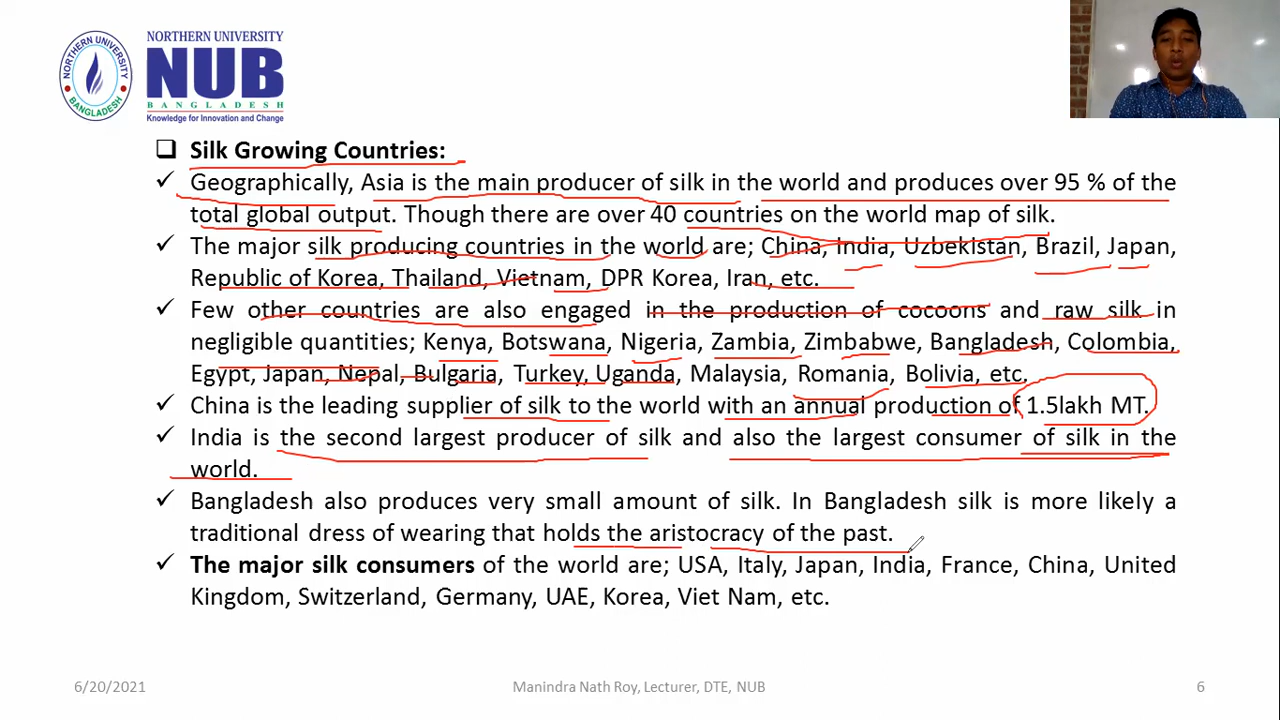 NORTHERN UNIVERSITY
NUB
BANGLADESH
Knowledge for Innovation and Change
NORTHERN UNIVERSITY
BANGLADESH
❑ Silk Growing Countries:
✓ Geographically, Asia is the main producer of silk in the world and produces over 95 % of the
total global output. Though there are over 40 countries on the world map of silk.
✓ The major silk producing countries in the world are; China, India, Uzbekistan, Brazil, Japan,
Republic of Korea, Thailand, Vietnam, DPR Korea, Iran, etc.
✓ Few other countries are also engaged in the production of cocoons and raw silk in
negligible quantities; Kenya, Botswana, Nigeria, Zambia, Zimbabwe, Bangladesh, Colombia,
Egypt, Japan, Nepal, Bulgaria, Turkey, Uganda, Malaysia, Romania, Bolivia, etc.
✓ China is the leading supplier of silk to the world with an annual production of 1.5lakh MT.
✓ India is the second largest producer of silk and also the largest consumer of silk in the
world.
✓ Bangladesh also produces very small amount of silk. In Bangladesh silk is more likely a
traditional dress of wearing that holds the aristocracy of the past.
✓ The major silk consumers of the world are; USA, Italy, Japan, India, France, China, United
Kingdom, Switzerland, Germany, UAE, Korea, Viet Nam, etc.
6/20/2021
Manindra Nath Roy, Lecturer, DTE, NUB
6